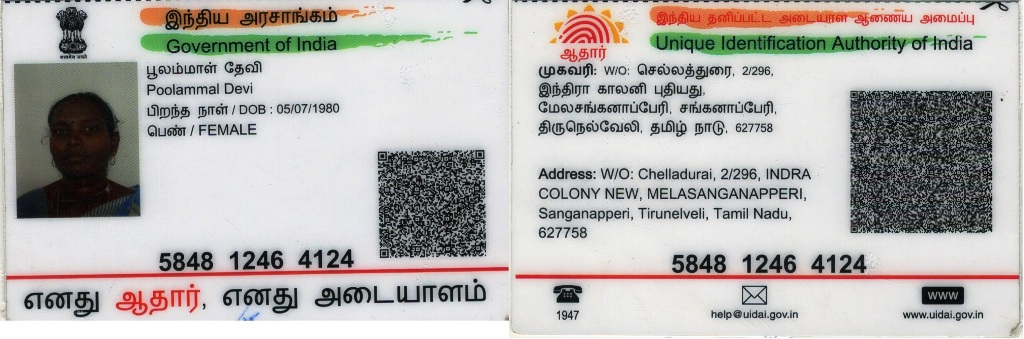 இந்திய அரசாங்கம்
Government of India
பூலம்மாள் தேவி
Poolammal Devi
பிறந்த நாள் / DOB : 05/07/1980
பெண் / FEMALE
5848 1246 4124
எனது ஆதார், எனது அடையாளம்
இந்திய தனிப்பட்ட அடையாள ஆணைய அமைப்பு
Unique Identification Authority of India
ஆதார்
முகவரி: W/O: செல்லத்துரை, 2/296,
இந்திரா காலனி புதியது,
மேலசங்கனாப்பேரி, சங்கனாப்பேரி,
திருநெல்வேலி, தமிழ் நாடு, 627758
Address: W/O: Chelladurai, 2/296, INDRA
COLONY NEW, MELASANGANAPPERI,
Sanganapperi, Tirunelveli, Tamil Nadu,
627758
5848 1246 4124
1947
help@uidai.gov.in
www
www.uidai.gov.in